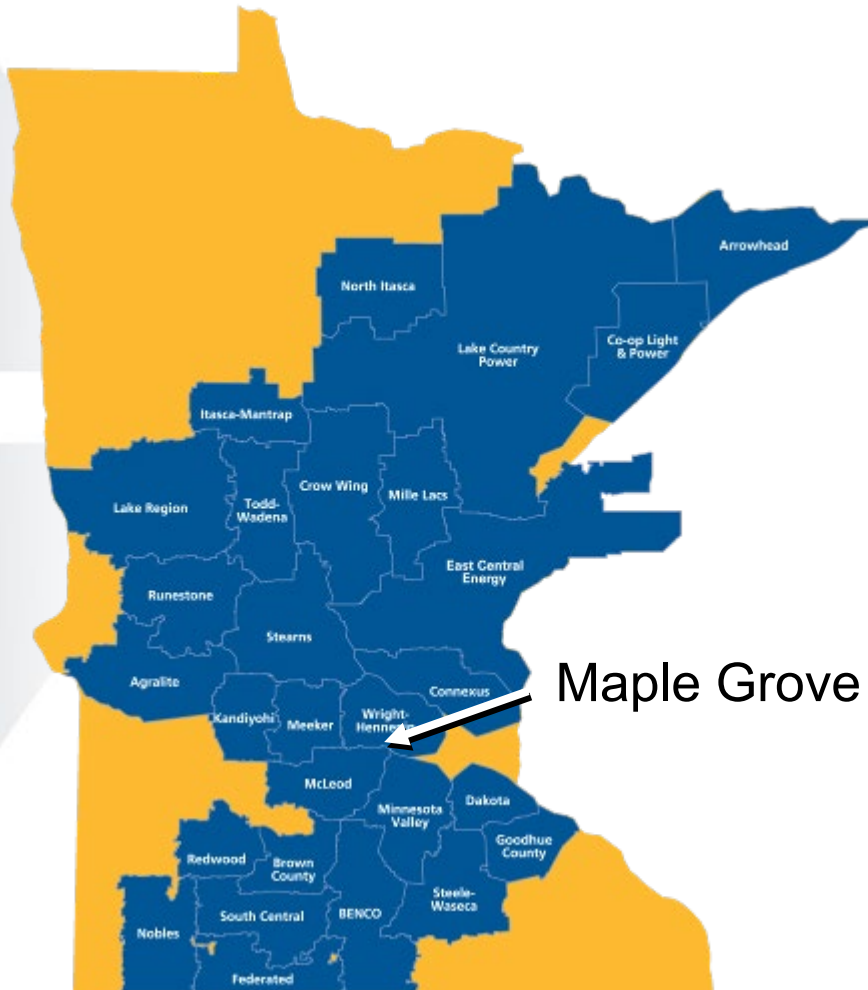 Arrowhead
North Itasca
Co-op Light
& Power
Lake Country
Power
Itasca-Mantrap
Crow Wing
Mille Lacs
Lake Region
Todd-
Wadena
East Central
Energy
Runestone
Stearns
Maple Grove
Agralite
Connexus
Kandiyohi
Meeker
Wright-
McLeod
Minnesota
Valley
Dakota
Goodhue
County
Redwood
Brown
County
Steele-
Waseca
South Central
BENCO
Nobles
Federated